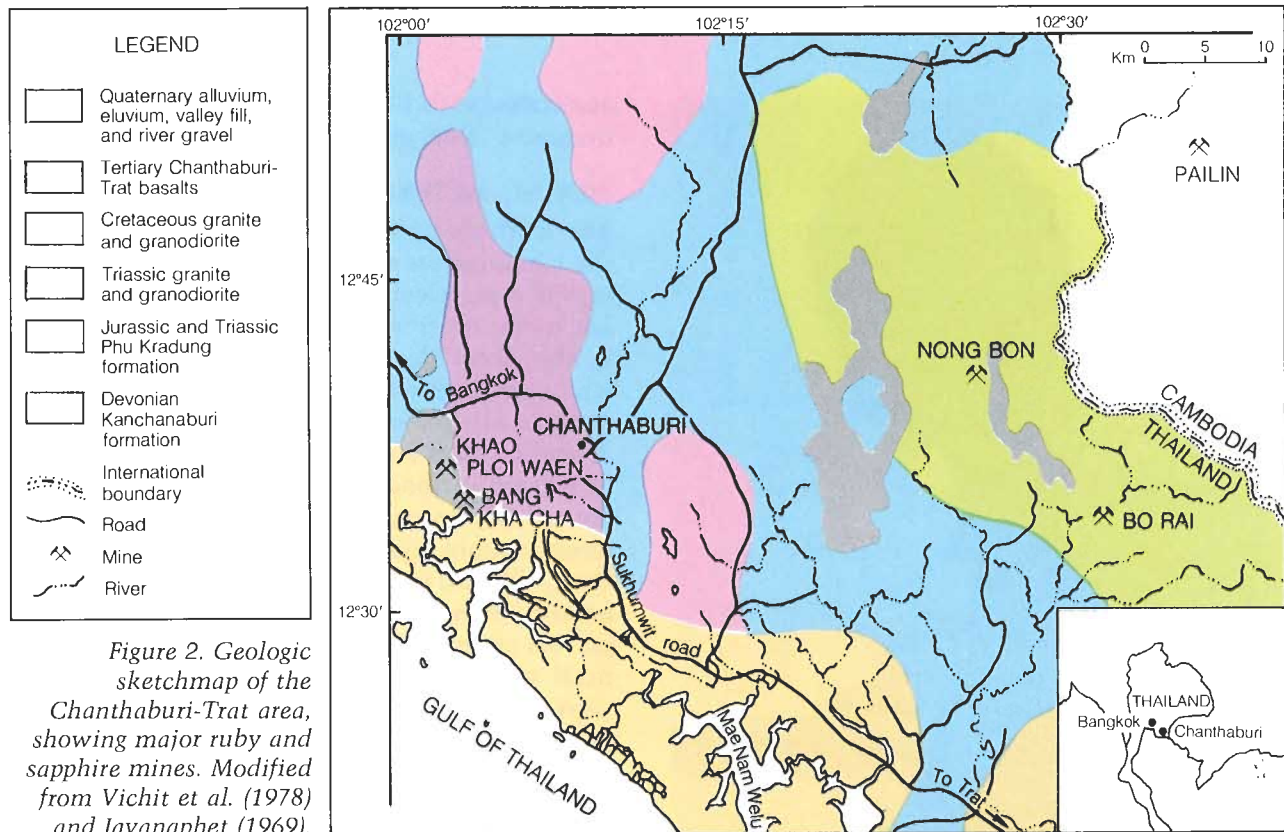 LEGEND
Quaternary alluvium,
eluvium, valley fill,
and river gravel
Tertiary Chanthaburi-
Trat basalts
Cretaceous granite
and granodiorite
Triassic granite
and granodiorite
Jurassic and Triassic
Phu Kradung
formation
Devonian
Kanchanaburi
formation
International
boundary
Road
Mine
River
Figure 2. Geologic
sketchmap of the
Chanthaburi-Trat area,
showing major ruby and
sapphire mines. Modified
from Vichit et al. (1978)
and Javanaphet (1969).
102°00′ 102°15′ 102°30′
0 5 10
Km
PAILIN
12°45′
NONG BON
To Bangkok
CAMBODIA
THAILAND
CHANTHABURI
KHAO
PLOI WAEN
BANG
KHA CHA
BO RAI
Sukhumwit road
12°30′
GULF OF THAILAND
Mae Nam Welu
To Trat
THAILAND
Bangkok
Chanthaburi